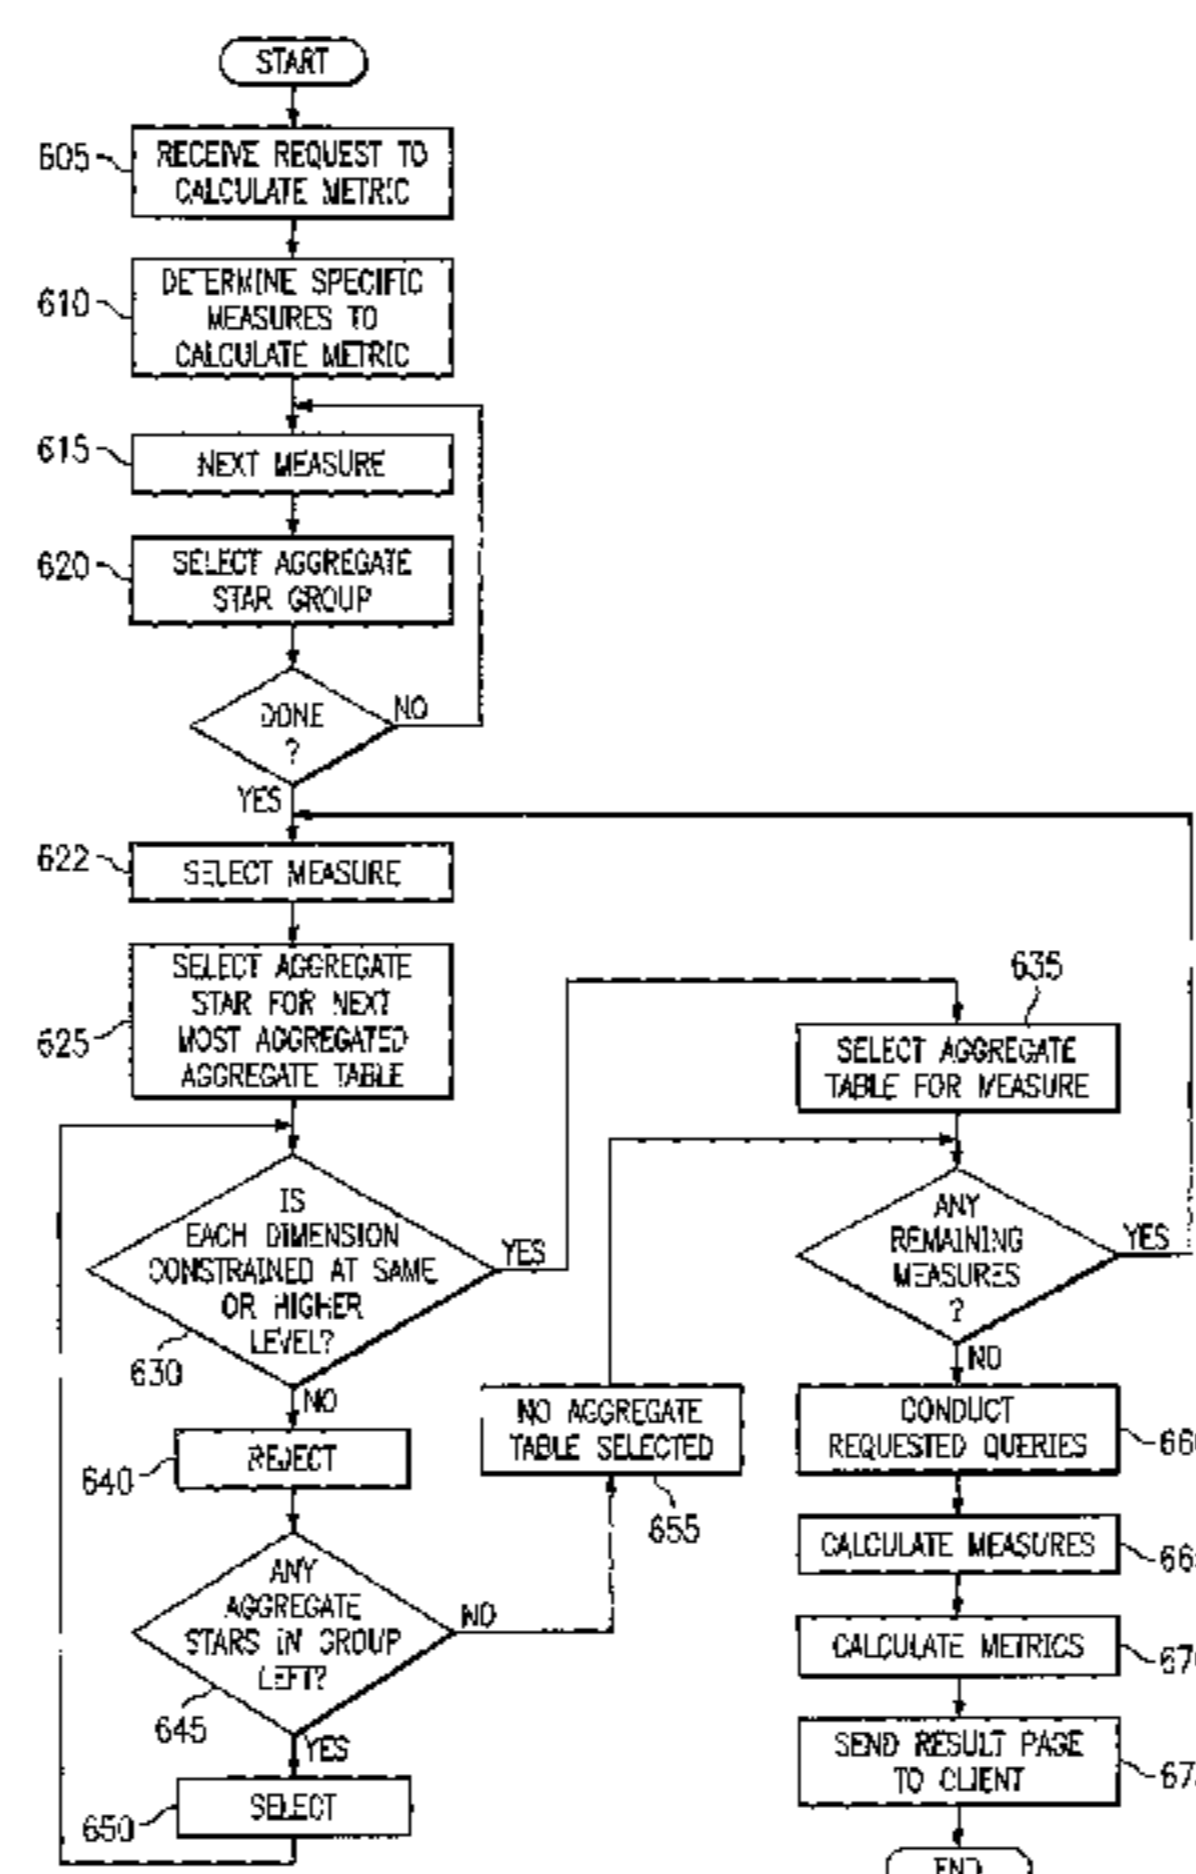 START
605
RECEIVE REQUEST TO
CALCULATE METRIC
610
DETERMINE SPECIFIC
MEASURES TO
CALCULATE METRIC
615
NEXT MEASURE
620
SELECT AGGREGATE
STAR GROUP
DONE
?
NO
YES
622
SELECT MEASURE
625
SELECT AGGREGATE
STAR FOR NEXT
MOST AGGREGATED
AGGREGATE TABLE
IS
EACH DIMENSION
CONSTRAINED AT SAME
OR HIGHER
LEVEL?
630
YES
NO
640
REJECT
ANY
AGGREGATE
STARS IN GROUP
LEFT?
645
NO
YES
650
SELECT
NO AGGREGATE
TABLE SELECTED
655
635
SELECT AGGREGATE
TABLE FOR MEASURE
ANY
REMAINING
MEASURES
?
YES
NO
CONDUCT
REQUESTED QUERIES
CALCULATE MEASURES
CALCULATE METRICS
SEND RESULT PAGE
TO CLIENT
END